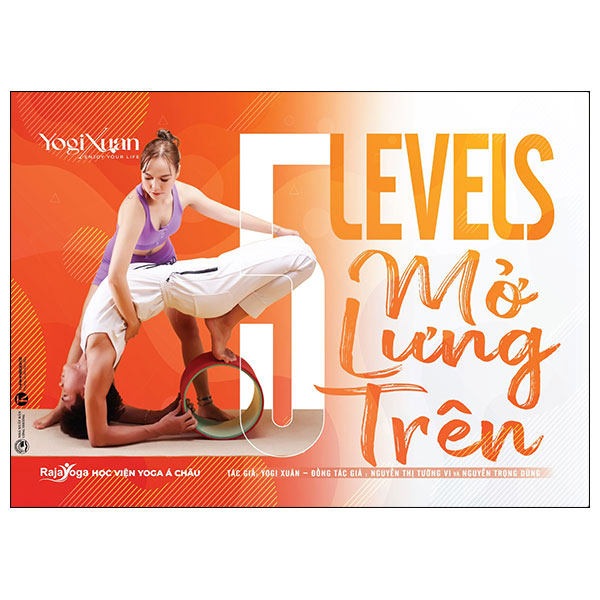 YogiXuan
ENJOY YOUR LIFE
5 LEVELS
Mở
Lưng
Trên
RajaYoga HỌC VIỆN YOGA Á CHÂU
TÁC GIẢ, YOGI XUÂN – ĐỒNG TÁC GIẢ : NGUYỄN THỊ TƯỜNG VI VÀ NGUYỄN TRỌNG DŨNG